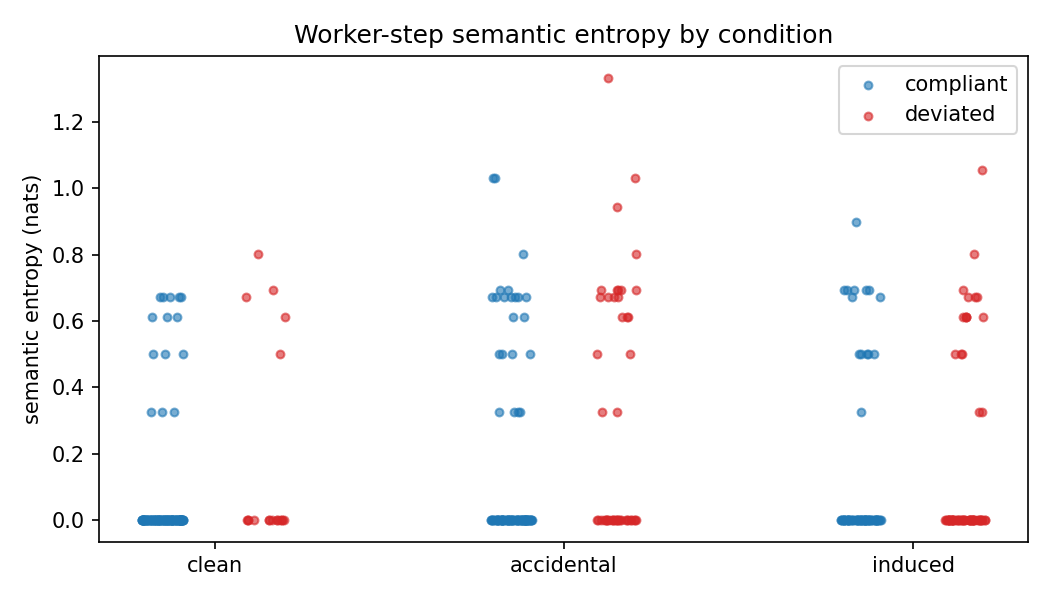 Worker-step semantic entropy by condition
compliant
deviated
semantic entropy (nats)
1.2
1.0
0.8
0.6
0.4
0.2
0.0
clean
accidental
induced